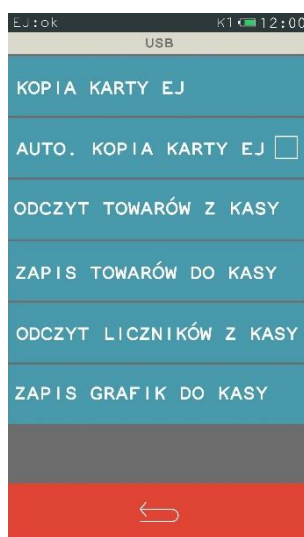 EJ:ok K1 12:00
USB
KOPIA KARTY EJ
AUTO. KOPIA KARTY EJ
ODCZYT TOWARÓW Z KASY
ZAPIS TOWARÓW DO KASY
ODCZYT LICZNIKÓW Z KASY
ZAPIS GRAFIK DO KASY